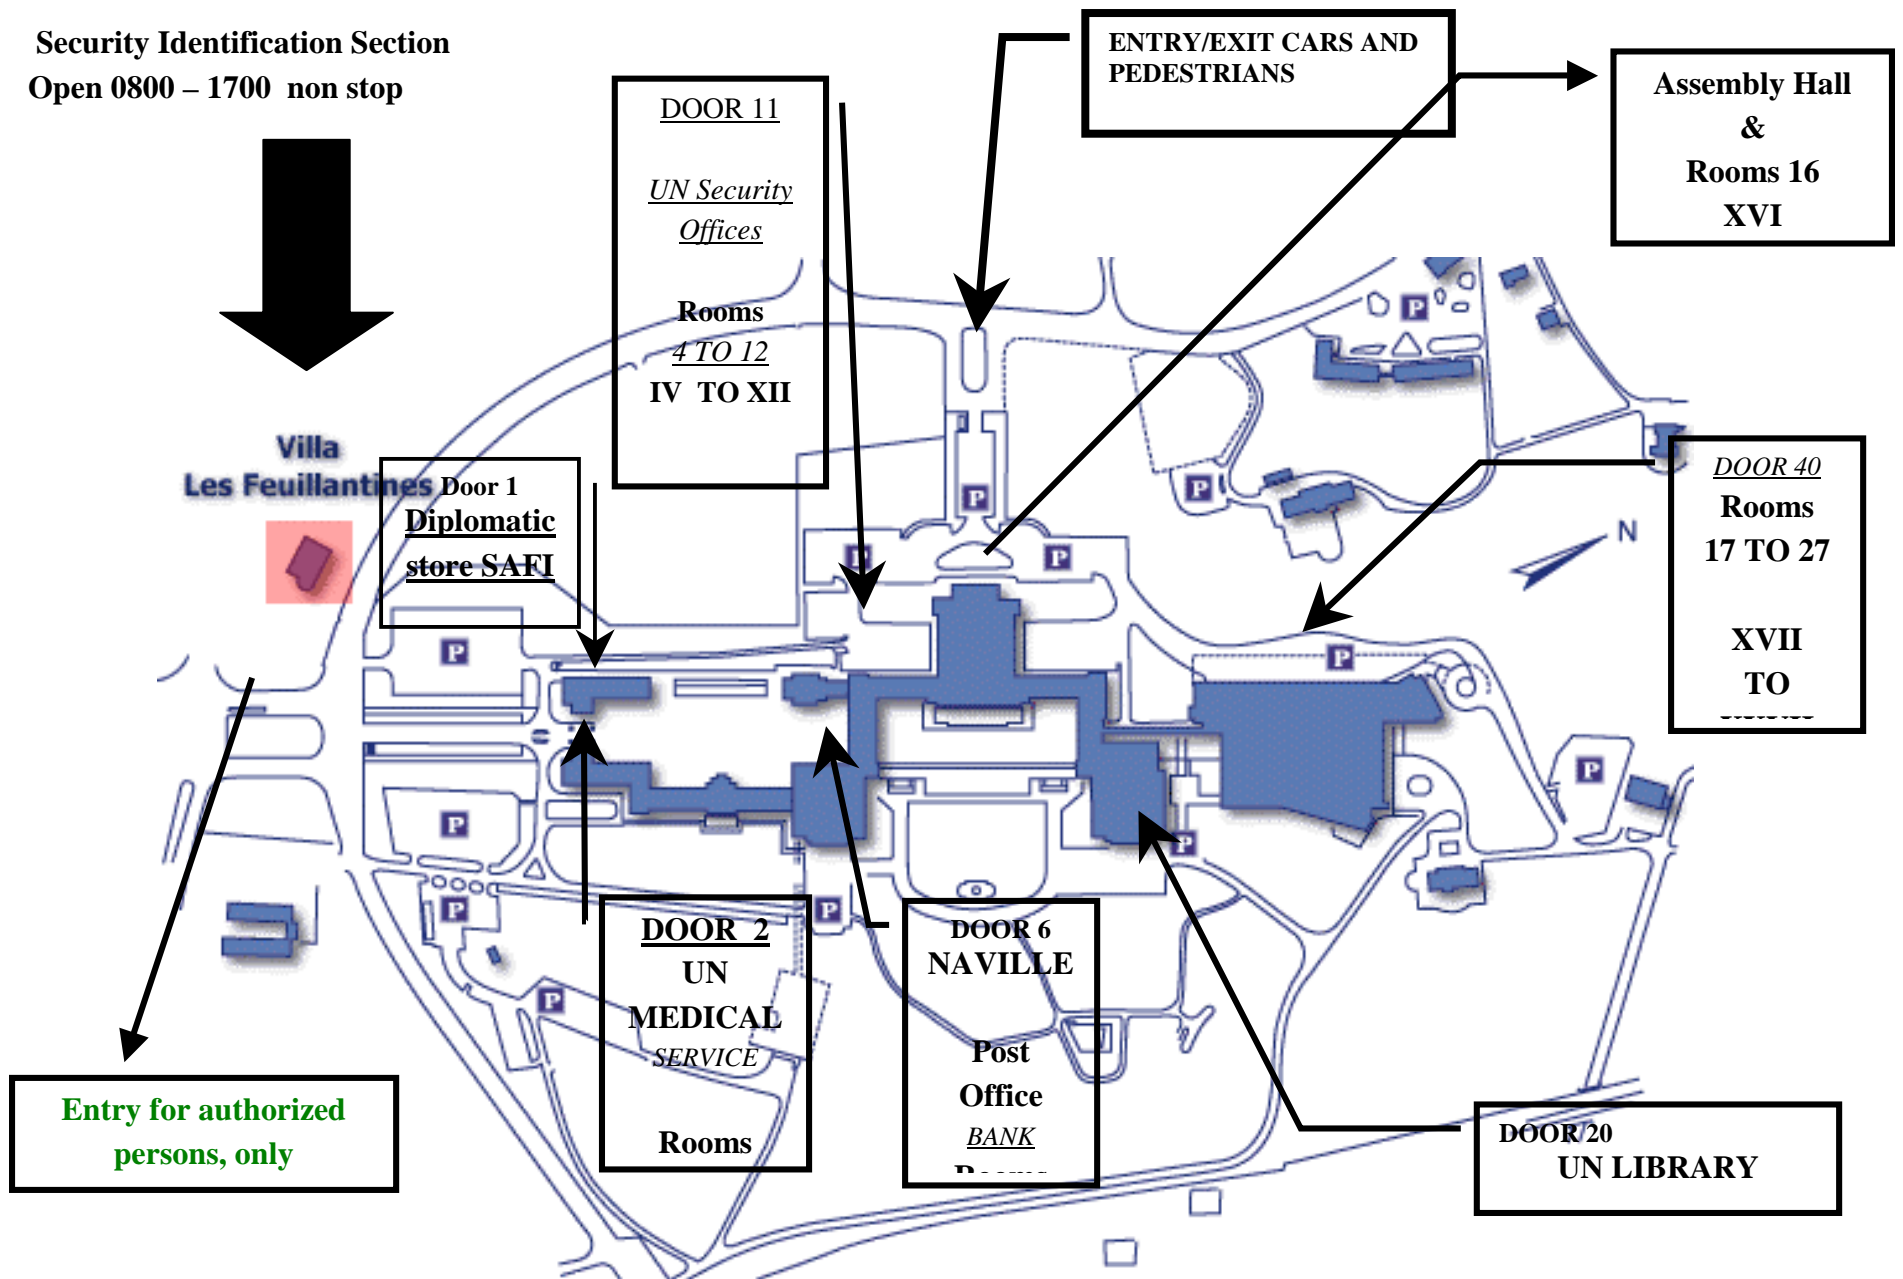 Security Identification Section
Open 0800 – 1700 non stop
ENTRY/EXIT CARS AND
PEDESTRIANS
Assembly Hall
&
Rooms 16
XVI
DOOR 11
UN Security
Offices
Rooms
4 TO 12
IV TO XII
Villa
Les Feuillantines
Door 1
Diplomatic
store SAFI
DOOR 40
Rooms
17 TO 27
XVII
TO
N
P
P
P
P
P
P
P
P
P
P
P
P
P
P
DOOR 2
UN
MEDICAL
SERVICE
Rooms
DOOR 6
NAVILLE
Post
Office
BANK
Entry for authorized
persons, only
DOOR 20
UN LIBRARY